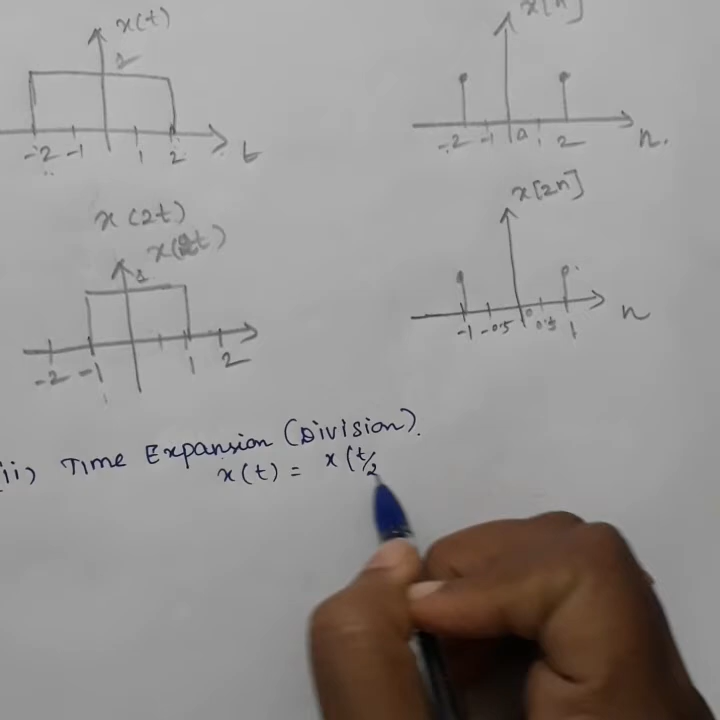 x(t)
2
-2 -1 1 2 t
x[n]
-2 -1 0 1 2 n.
x(2t)
x(2t)
-2 -1 1 2
x[2n]
-1 -0.5 0 0.5 1 n
ii) Time Expansion (Division).
x(t) = x(t/2